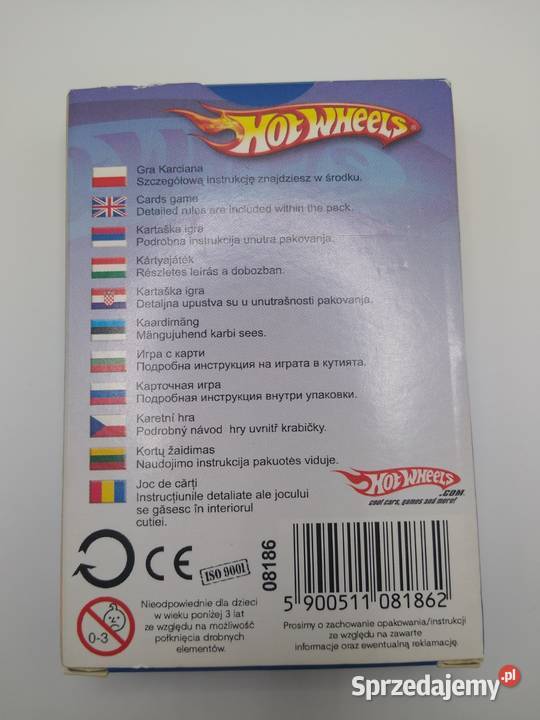 HOT WHEELS
Gra Karciana
Szczegółową instrukcję znajdziesz w środku.
Cards game
Detailed rules are included within the pack.
Kartaška igra
Podrobna instrukcija unutra pakovanja.
Kártyajáték
Részletes leírás a dobozban.
Kartaška igra
Detaljna upustva su u unutrašnosti pakovanja.
Kaardimäng
Mängujuhend karbi sees.
Игра с карти
Подробна инструкция на играта в кутията.
Карточная игра
Подробная инструкция внутри упаковки.
Karetní hra
Podrobný návod hry uvnitř krabičky.
Kortų žaidimas
Naudojimo instrukcija pakuotės viduje.
Joc de cărți
Instrucțiunile detaliate ale jocului
se găsesc în interiorul
cutiei.
HOT WHEELS
.COM
cool cars, games and more!
CE
ISO 9001
08186
5 900511 081862
0-3
Nieodpowiednie dla dzieci
w wieku poniżej 3 lat
ze względu na możliwość
połknięcia drobnych
elementów.
Prosimy o zachowanie opakowania/instrukcji
ze względu na zawarte
informacje oraz ewentualną reklamację.
Sprzedajemy.pl